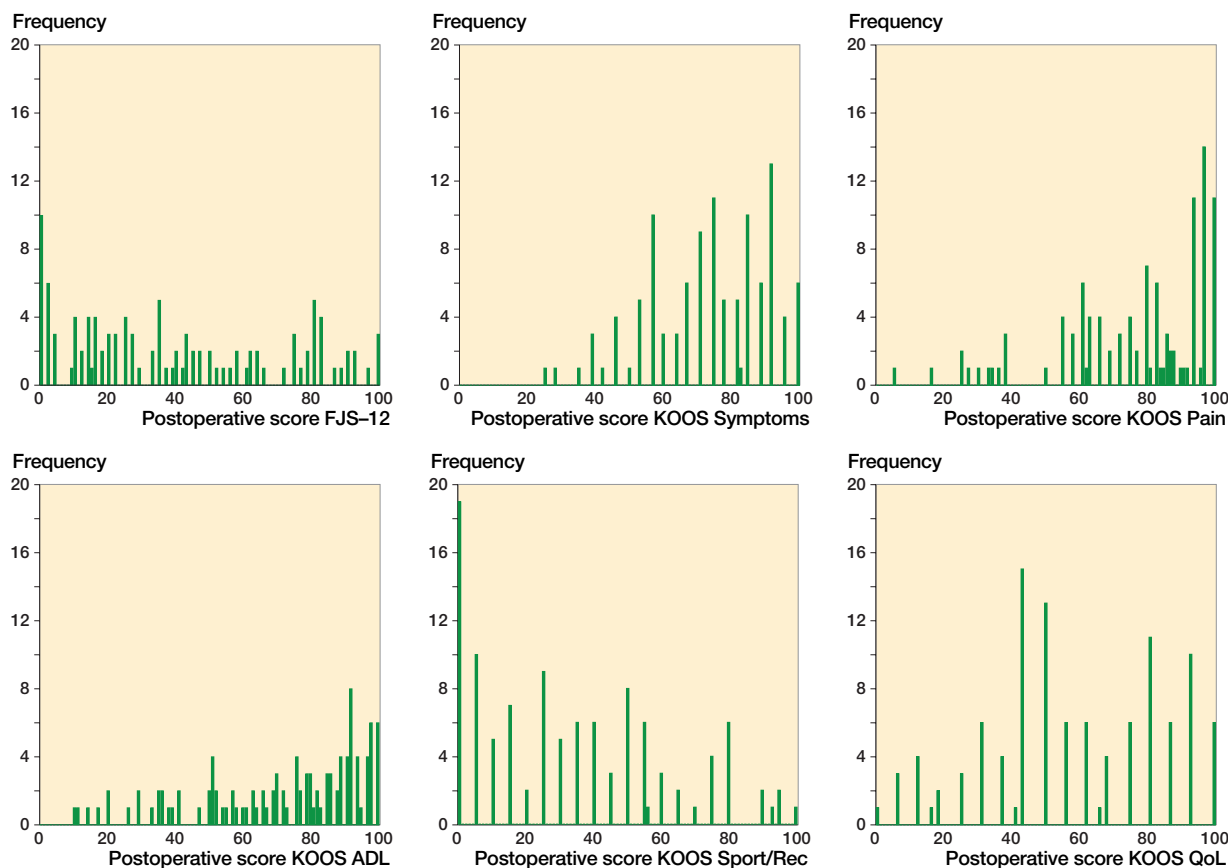 Frequency
20
16
12
8
4
0
0 20 40 60 80 100
Postoperative score FJS–12
Frequency
20
16
12
8
4
0
0 20 40 60 80 100
Postoperative score KOOS Symptoms
Frequency
20
16
12
8
4
0
0 20 40 60 80 100
Postoperative score KOOS Pain
Frequency
20
16
12
8
4
0
0 20 40 60 80 100
Postoperative score KOOS ADL
Frequency
20
16
12
8
4
0
0 20 40 60 80 100
Postoperative score KOOS Sport/Rec
Frequency
20
16
12
8
4
0
0 20 40 60 80 100
Postoperative score KOOS QoL